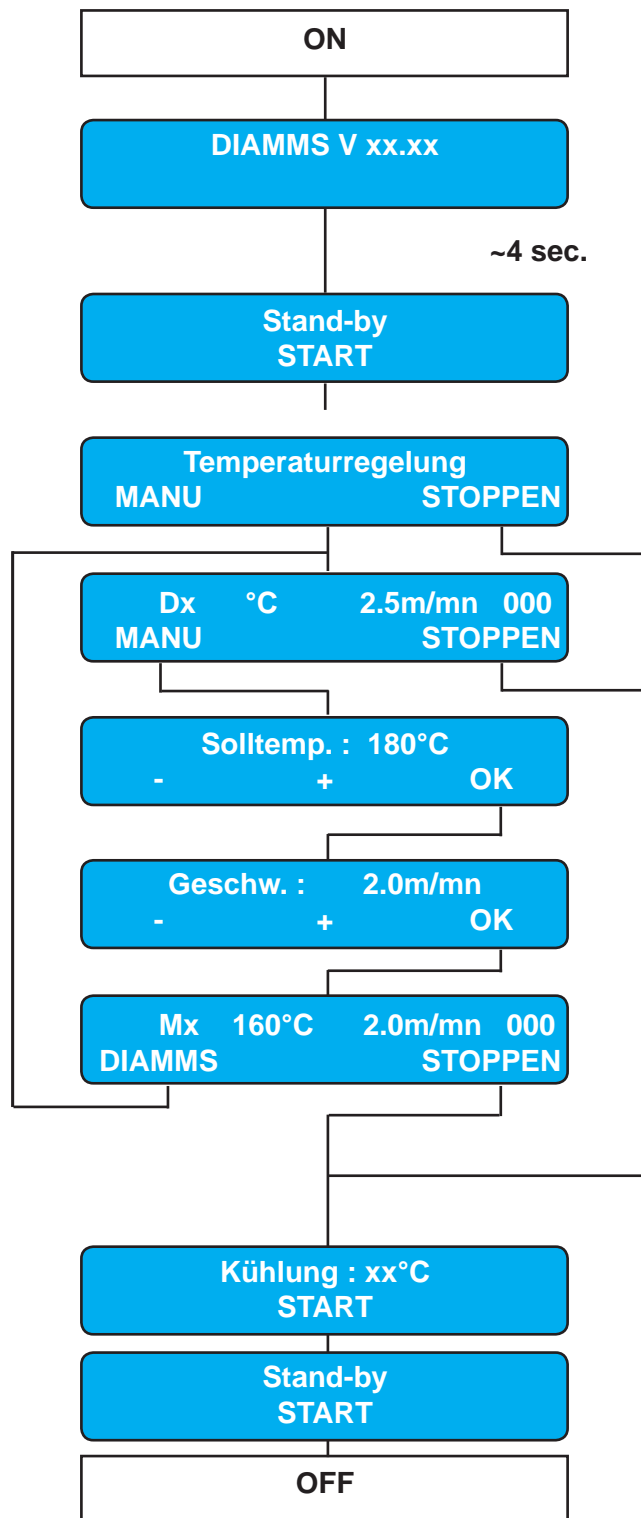 ON
DIAMMS V xx.xx
~4 sec.
Stand-by
START
Temperaturregelung
MANU STOPPEN
Dx °C 2.5m/mn 000
MANU STOPPEN
Solltemp. : 180°C
- + OK
Geschw. : 2.0m/mn
- + OK
Mx 160°C 2.0m/mn 000
DIAMMS STOPPEN
Kühlung : xx°C
START
Stand-by
START
OFF